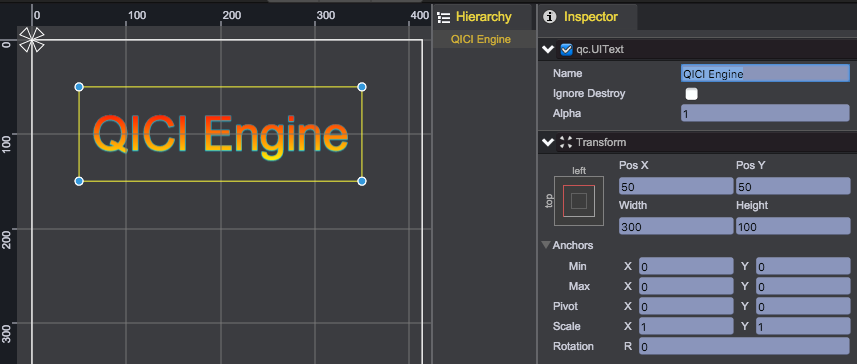 0 100 200 300 400
0
100
200
300
QICI Engine
Hierarchy
QICI Engine
Inspector
qc.UIText
Name QICI Engine
Ignore Destroy
Alpha 1
Transform
left
top
Pos X Pos Y
50 50
Width Height
300 100
Anchors
Min X 0 Y 0
Max X 0 Y 0
Pivot X 0 Y 0
Scale X 1 Y 1
Rotation R 0